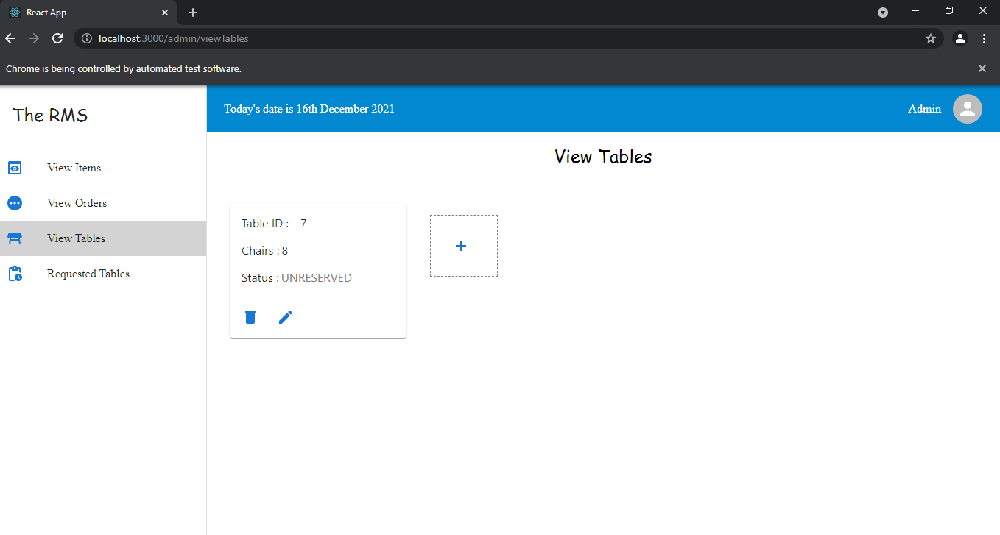 React App
localhost:3000/admin/viewTables
Chrome is being controlled by automated test software.
The RMS
Today's date is 16th December 2021
Admin
View Items
View Orders
View Tables
Requested Tables
View Tables
Table ID : 7
Chairs : 8
Status : UNRESERVED